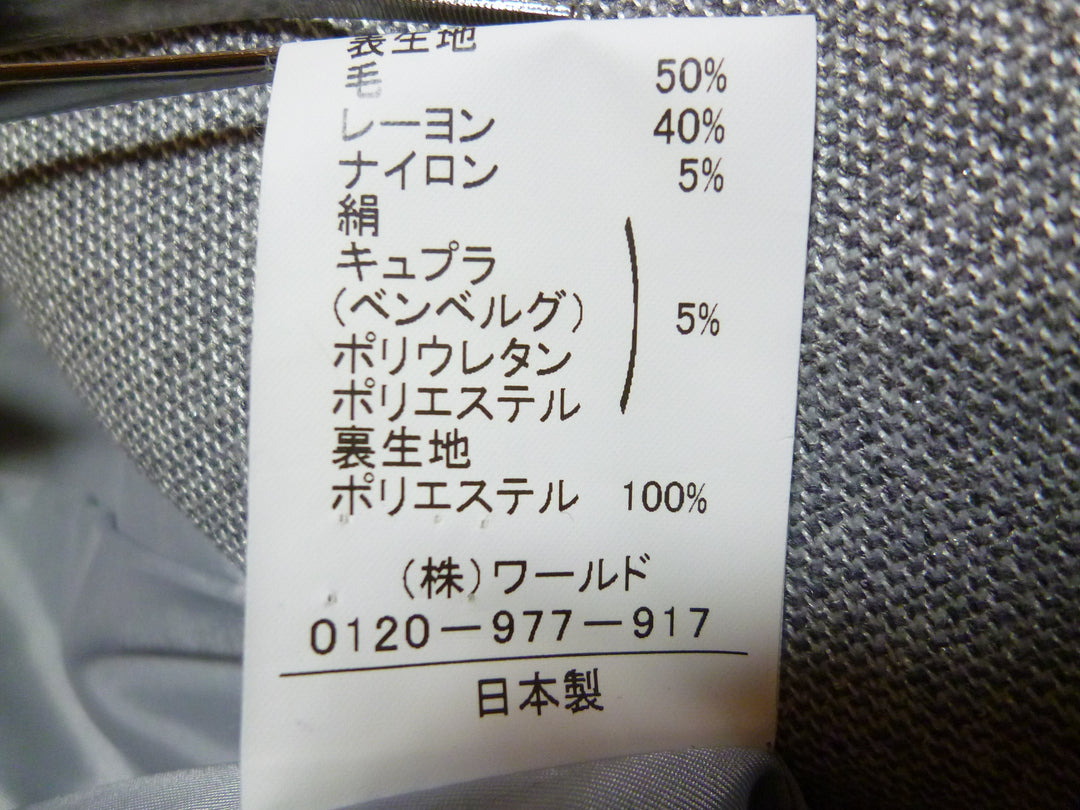 表生地
毛 50%
レーヨン 40%
ナイロン 5%
絹
キュプラ
(ベンベルグ) 5%
ポリウレタン
ポリエステル
裏生地
ポリエステル 100%
(株)ワールド
0120-977-917
日本製